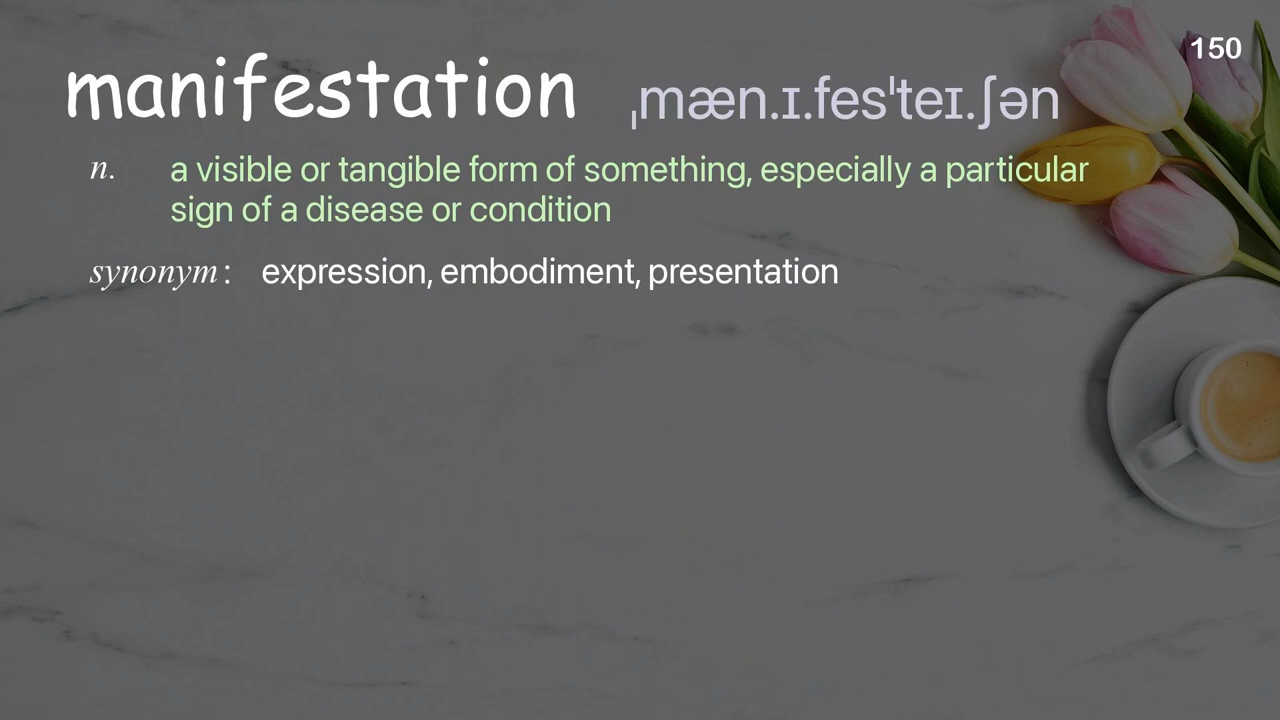 150
manifestation ˌmæn.ɪ.fesˈteɪ.ʃən
n. a visible or tangible form of something, especially a particular
sign of a disease or condition
synonym : expression, embodiment, presentation